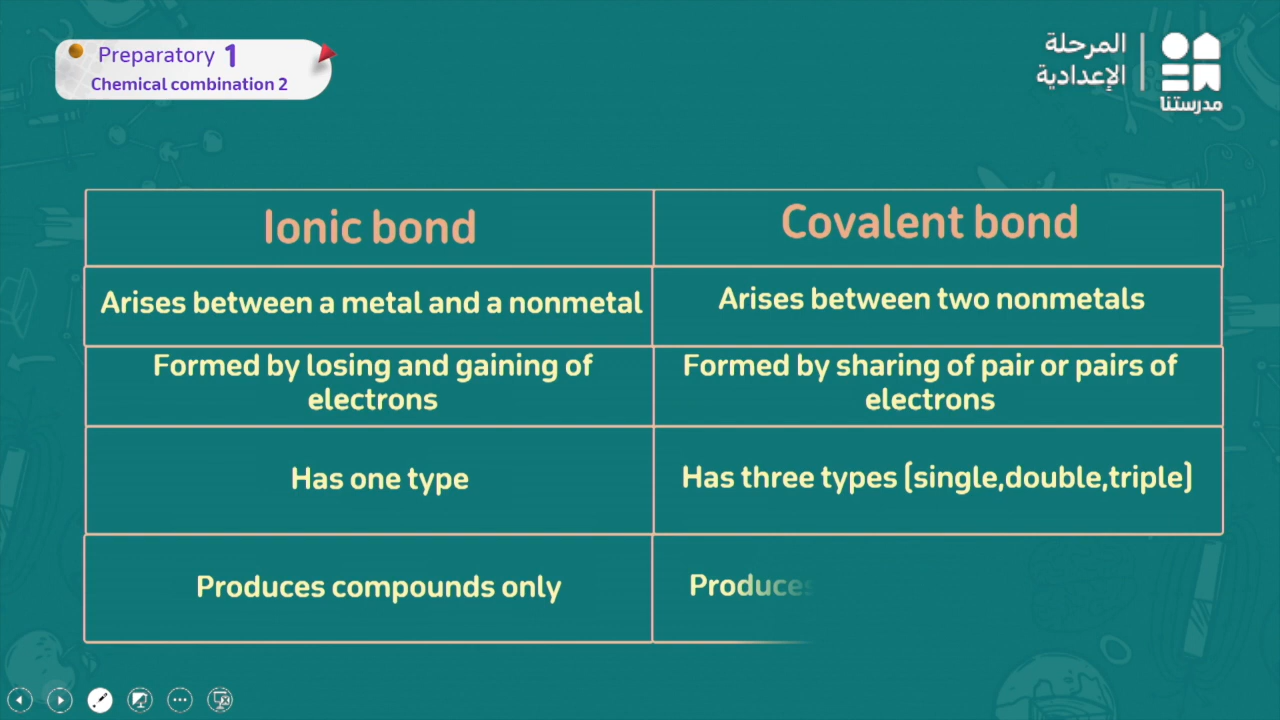 Preparatory 1
Chemical combination 2
المرحلة
الإعدادية
مدرستنا
Ionic bond
Covalent bond
Arises between a metal and a nonmetal
Arises between two nonmetals
Formed by losing and gaining of
electrons
Formed by sharing of pair or pairs of
electrons
Has one type
Has three types (single,double,triple)
Produces compounds only
Produces